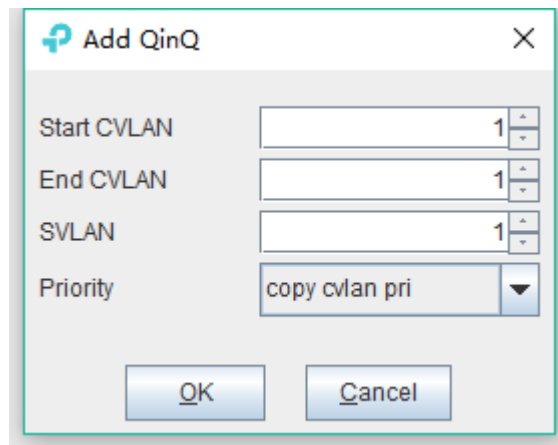 Add QinQ
Start CVLAN 1
End CVLAN 1
SVLAN 1
Priority copy cvlan pri
OK Cancel